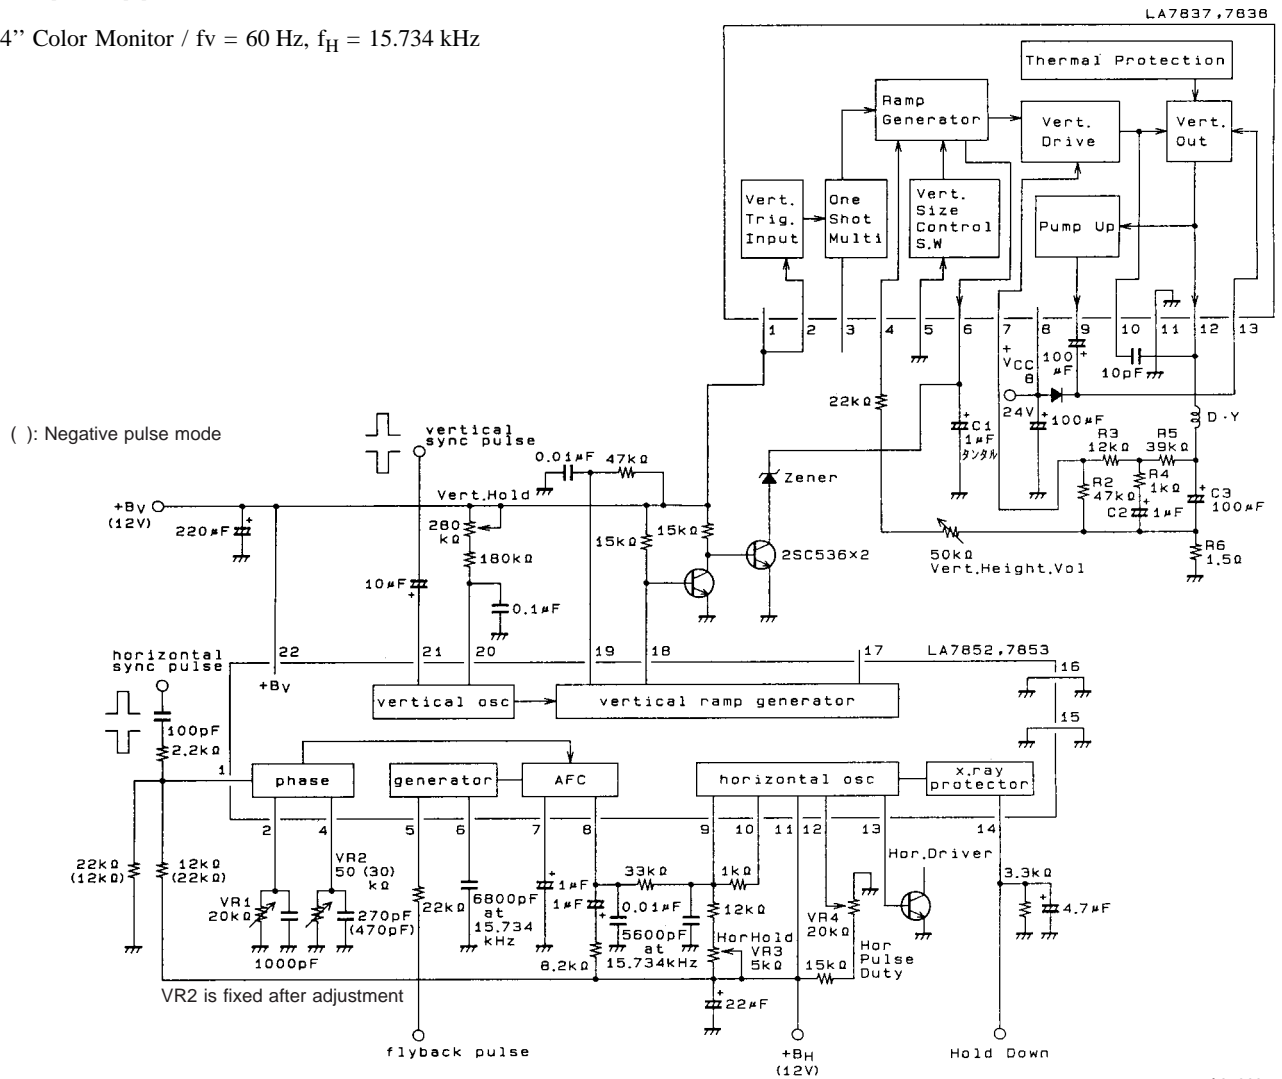 LA7837,7838
4’’ Color Monitor / fv = 60 Hz, fH = 15.734 kHz
Thermal Protection
Ramp
Generator
Vert.
Drive
Vert.
Out
Vert.
Trig.
Input
One
Shot
Multi
Vert.
Size
Control
S.W
Pump Up
1 2 3 4 5 6 7 8 9 10 11 12 13
+
VCC
8
24V
100
µF
+
10pF
22kΩ
+
C1
1µF
タンタル
+
100µF
D·Y
R3
12kΩ
R5
39kΩ
R2
47kΩ
R4
1kΩ
C2
+
1µF
+
C3
100µF
R6
1.5Ω
50kΩ
Vert.Height.Vol
( ): Negative pulse mode
vertical
sync pulse
0.01µF
47kΩ
Zener
+BV
(12V)
220µF
+
Vert.Hold
280
kΩ
180kΩ
15kΩ
15kΩ
2SC536×2
10µF
+
0.1µF
horizontal
sync pulse
22
21
20
19
18
17
LA7852,7853
16
15
+BV
vertical osc
vertical ramp generator
100pF
2.2kΩ
1
phase
generator
AFC
horizontal osc
x.ray
protector
2 4 5 6 7 8 9 10 11 12 13 14
22kΩ
(12kΩ)
12kΩ
(22kΩ)
VR1
20kΩ
VR2
50 (30)
kΩ
270pF
(470pF)
1000pF
22kΩ
6800pF
at
15.734
kHz
+
1µF
1µF
+
33kΩ
0.01µF
5600pF
at
15.734kHz
8.2kΩ
1kΩ
12kΩ
HorHold
VR3
5kΩ
+
22µF
VR4
20kΩ
15kΩ
Hor
Pulse
Duty
Hor.Driver
3.3kΩ
+
4.7µF
VR2 is fixed after adjustment
flyback pulse
+BH
(12V)
Hold Down